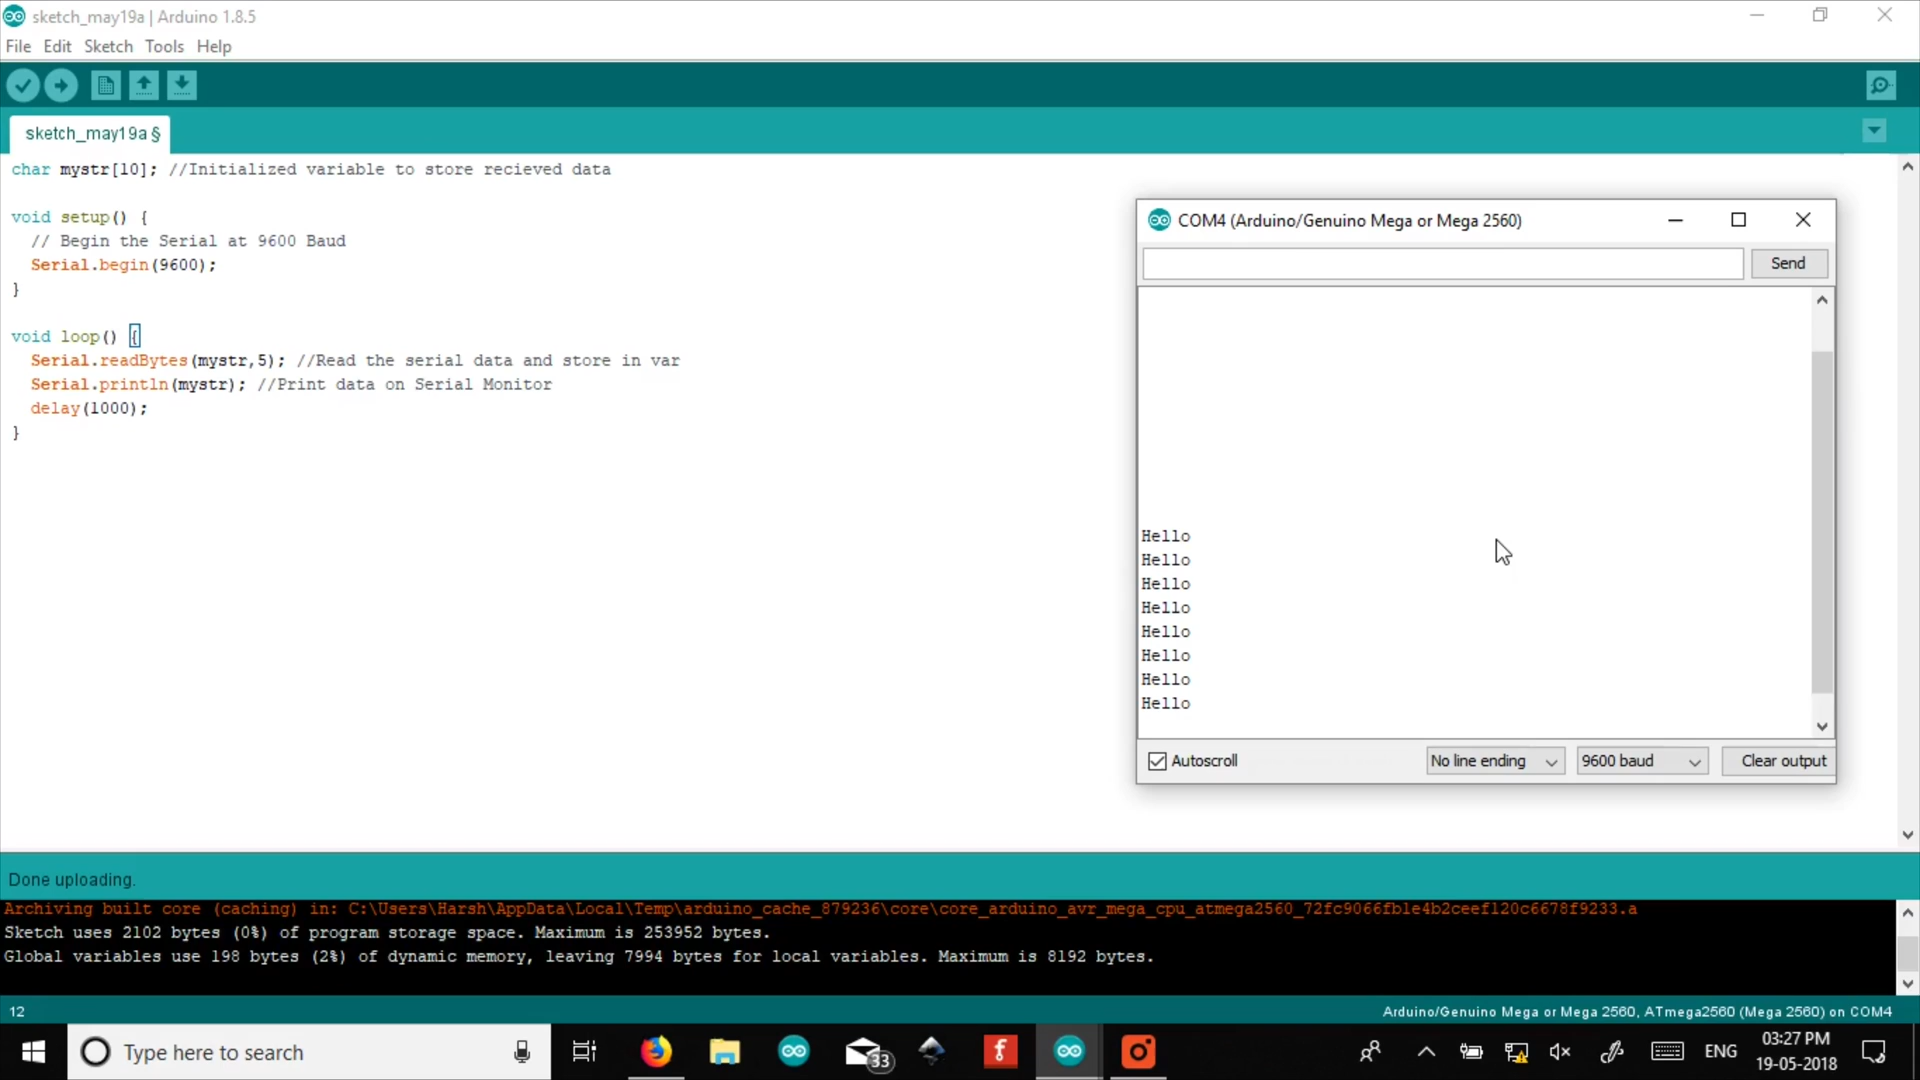 sketch_may19a | Arduino 1.8.5
File Edit Sketch Tools Help
sketch_may19a §
char mystr[10]; //Initialized variable to store recieved data
void setup() {
// Begin the Serial at 9600 Baud
Serial.begin(9600);
}
void loop() {
Serial.readBytes(mystr,5); //Read the serial data and store in var
Serial.println(mystr); //Print data on Serial Monitor
delay(1000);
}
COM4 (Arduino/Genuino Mega or Mega 2560)
Send
Hello
Hello
Hello
Hello
Hello
Hello
Hello
Hello
Autoscroll No line ending 9600 baud Clear output
Done uploading.
Archiving built core (caching) in: C:\Users\Harsh\AppData\Local\Temp\arduino_cache_879236\core\core_arduino_avr_mega_cpu_atmega2560_72fc9066fb1e4b2ceef120c6678f9233.a
Sketch uses 2102 bytes (0%) of program storage space. Maximum is 253952 bytes.
Global variables use 198 bytes (2%) of dynamic memory, leaving 7994 bytes for local variables. Maximum is 8192 bytes.
12 Arduino/Genuino Mega or Mega 2560, ATmega2560 (Mega 2560) on COM4
Type here to search 33 ENG 03:27 PM
19-05-2018